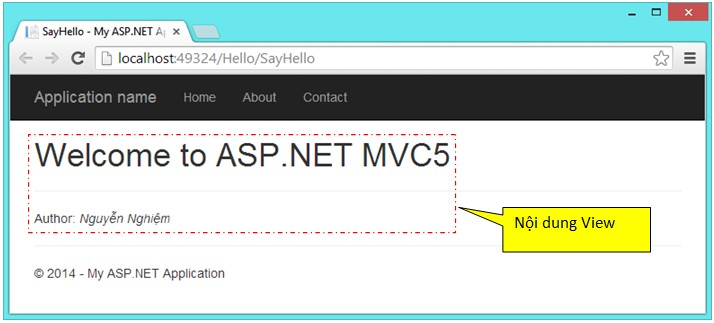 SayHello - My ASP.NET Ap
localhost:49324/Hello/SayHello
Application name Home About Contact
Welcome to ASP.NET MVC5
Author: Nguyễn Nghiệm
Nội dung View
© 2014 - My ASP.NET Application